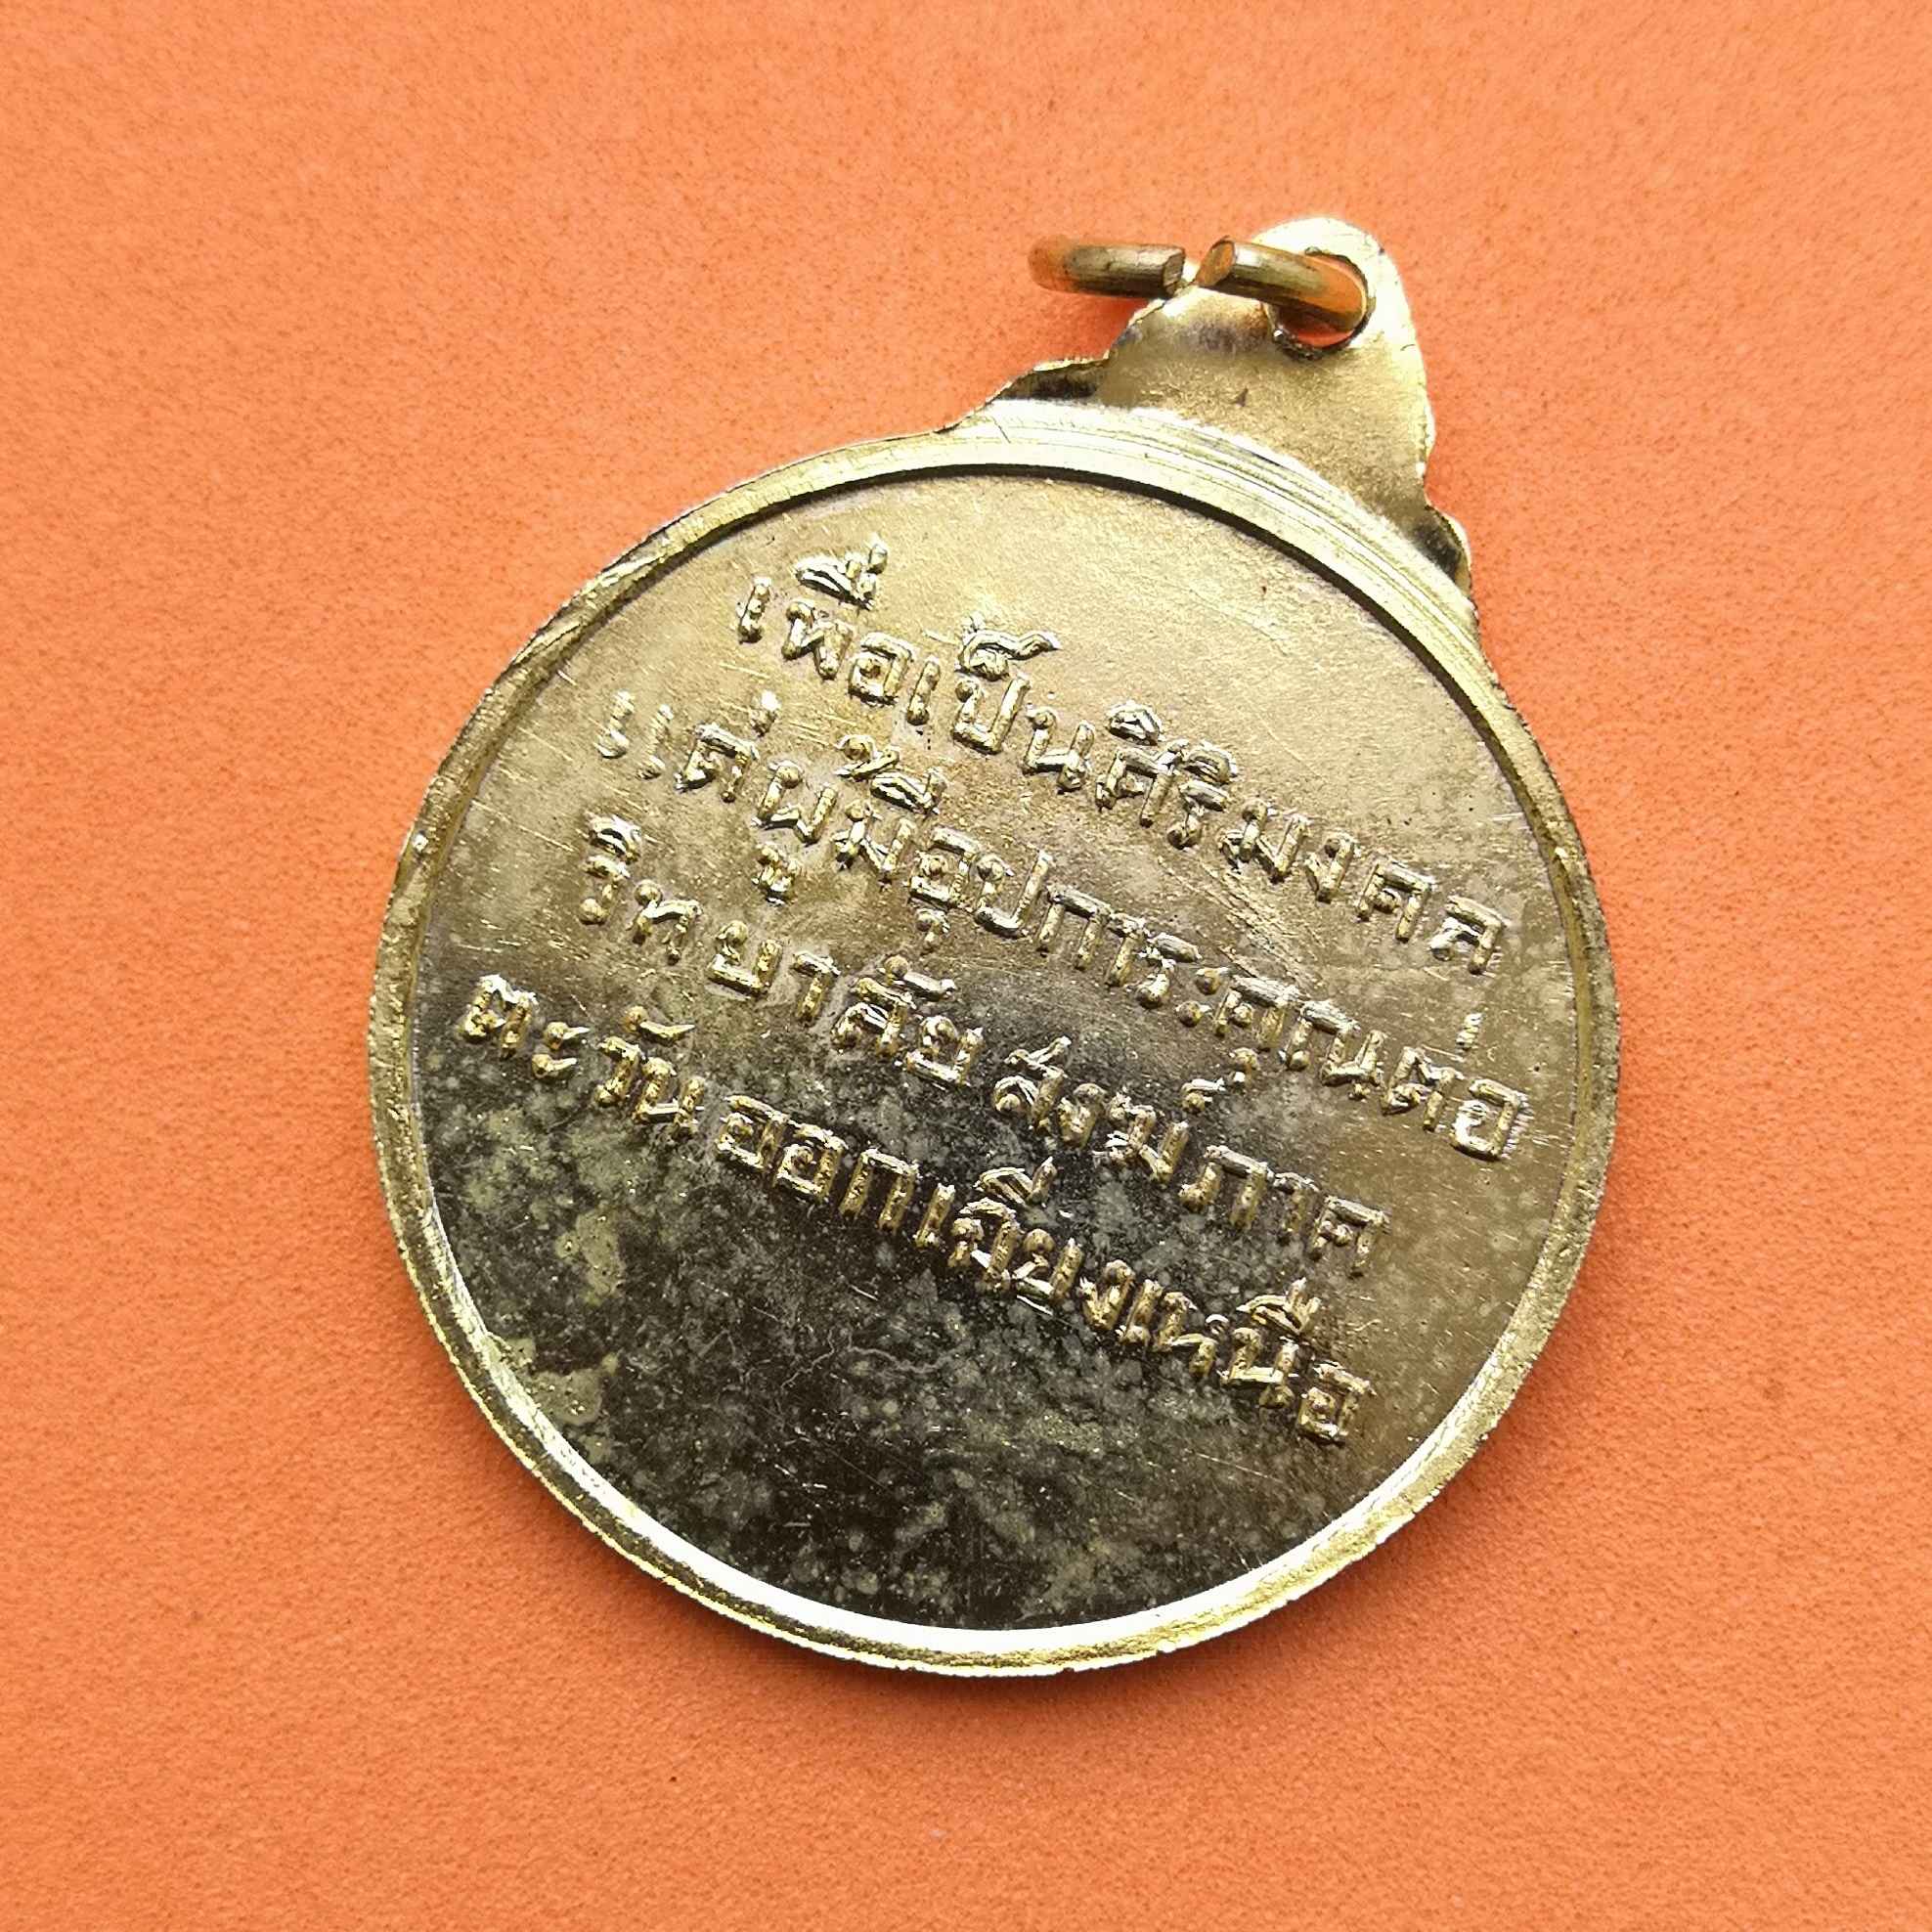 เพื่อเป็นศิริมงคล
แต่ผู้มีอุปการะคุณต่อ
วิทยาลัยสงฆ์ภาค
ตะวันออกเฉียงเหนือ